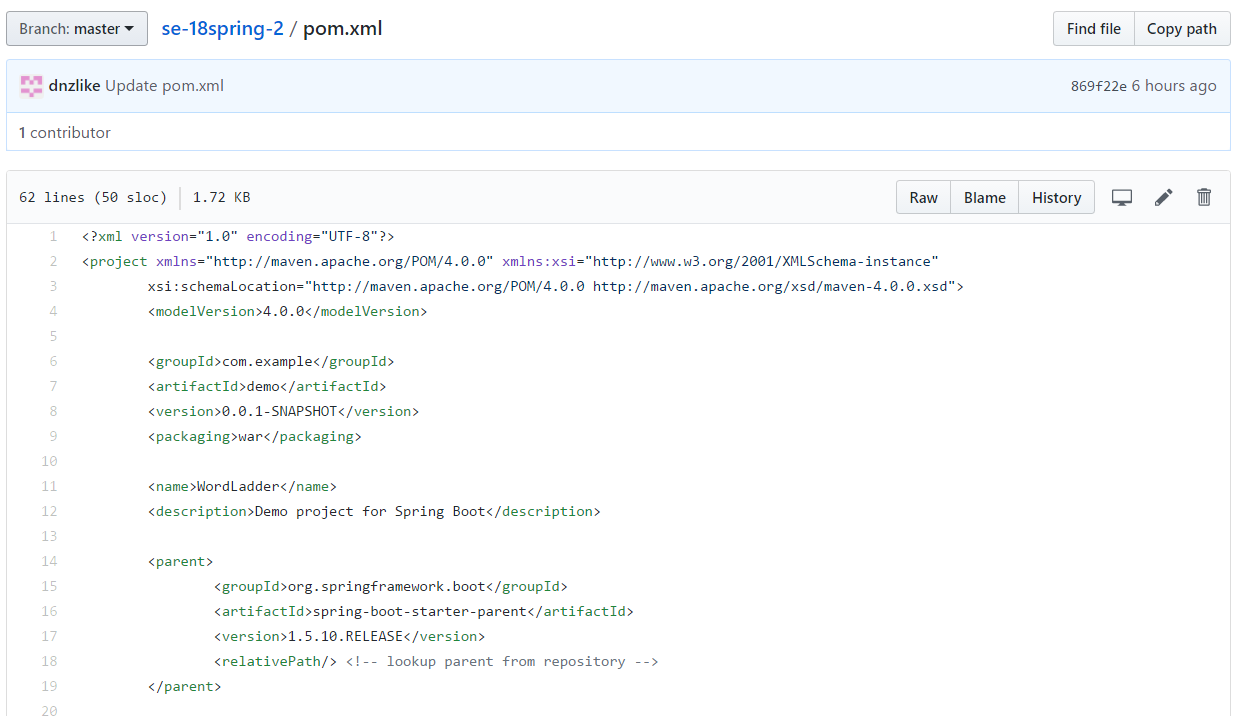 Branch: master
se-18spring-2 / pom.xml
Find file
Copy path
dnzlike Update pom.xml
869f22e 6 hours ago
1 contributor
62 lines (50 sloc)
1.72 KB
Raw
Blame
History
1 <?xml version="1.0" encoding="UTF-8"?>
2 <project xmlns="http://maven.apache.org/POM/4.0.0" xmlns:xsi="http://www.w3.org/2001/XMLSchema-instance"
3 xsi:schemaLocation="http://maven.apache.org/POM/4.0.0 http://maven.apache.org/xsd/maven-4.0.0.xsd">
4 <modelVersion>4.0.0</modelVersion>
5
6 <groupId>com.example</groupId>
7 <artifactId>demo</artifactId>
8 <version>0.0.1-SNAPSHOT</version>
9 <packaging>war</packaging>
10
11 <name>WordLadder</name>
12 <description>Demo project for Spring Boot</description>
13
14 <parent>
15 <groupId>org.springframework.boot</groupId>
16 <artifactId>spring-boot-starter-parent</artifactId>
17 <version>1.5.10.RELEASE</version>
18 <relativePath/> <!-- lookup parent from repository -->
19 </parent>
20